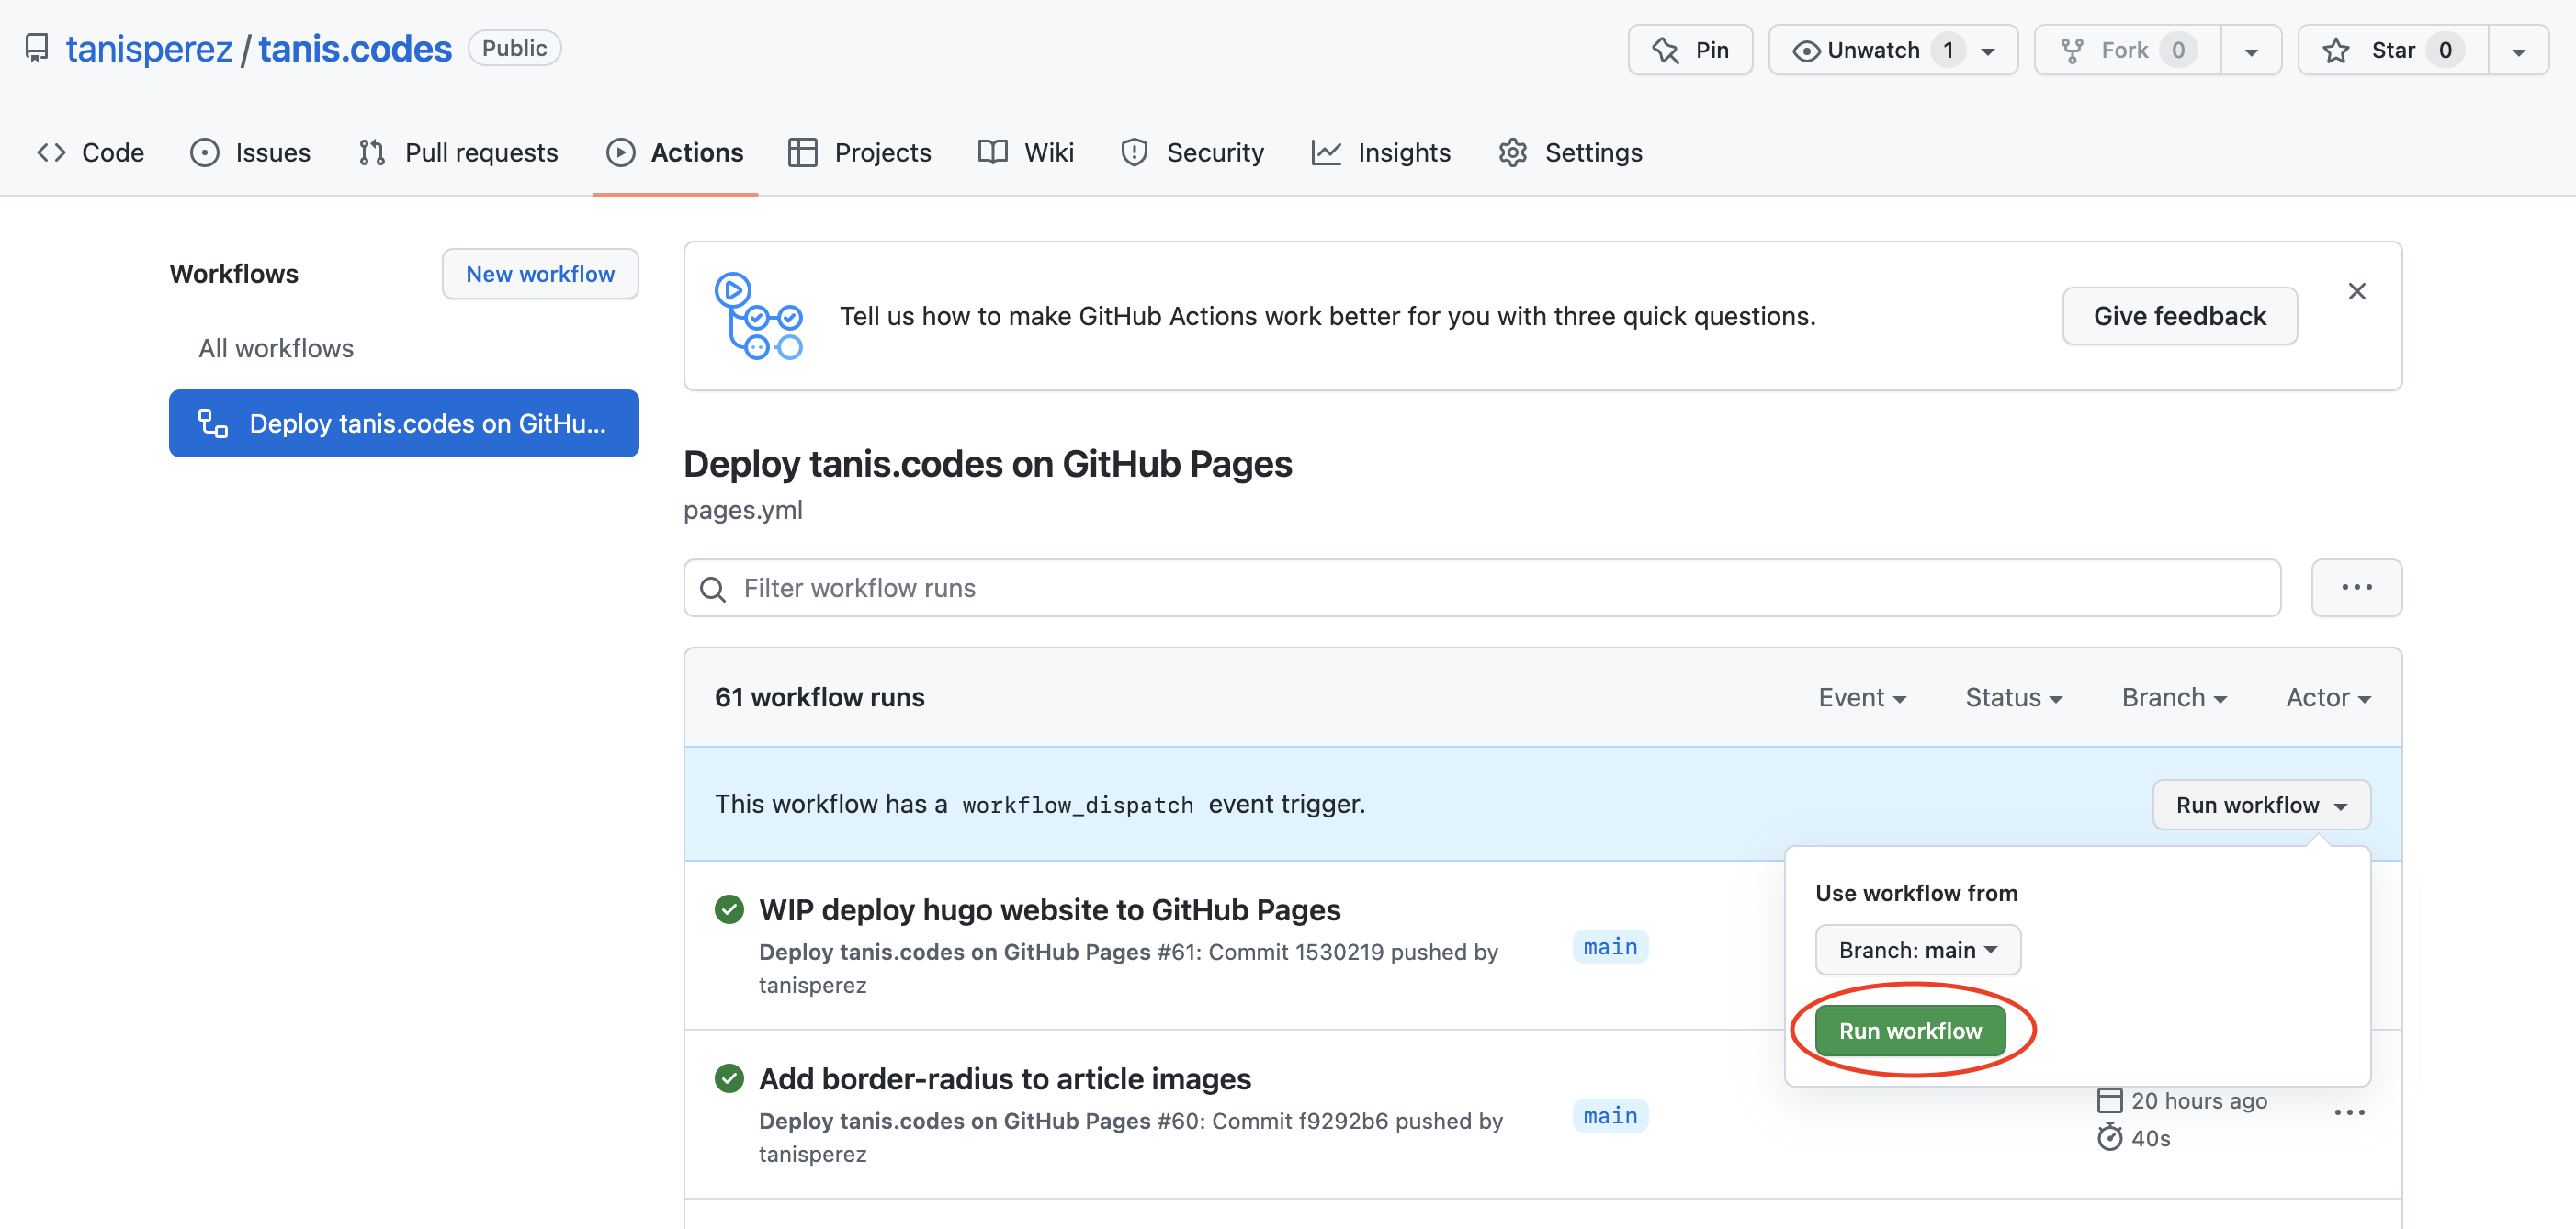 tanisperez / tanis.codes Public
Pin
Unwatch 1
Fork 0
Star 0
Code
Issues
Pull requests
Actions
Projects
Wiki
Security
Insights
Settings
Workflows
New workflow
All workflows
Deploy tanis.codes on GitHu...
Tell us how to make GitHub Actions work better for you with three quick questions.
Give feedback
Deploy tanis.codes on GitHub Pages
pages.yml
Filter workflow runs
61 workflow runs
Event
Status
Branch
Actor
This workflow has a workflow_dispatch event trigger.
Run workflow
Use workflow from
Branch: main
Run workflow
WIP deploy hugo website to GitHub Pages
Deploy tanis.codes on GitHub Pages #61: Commit 1530219 pushed by
tanisperez
main
Add border-radius to article images
Deploy tanis.codes on GitHub Pages #60: Commit f9292b6 pushed by
tanisperez
main
20 hours ago
40s